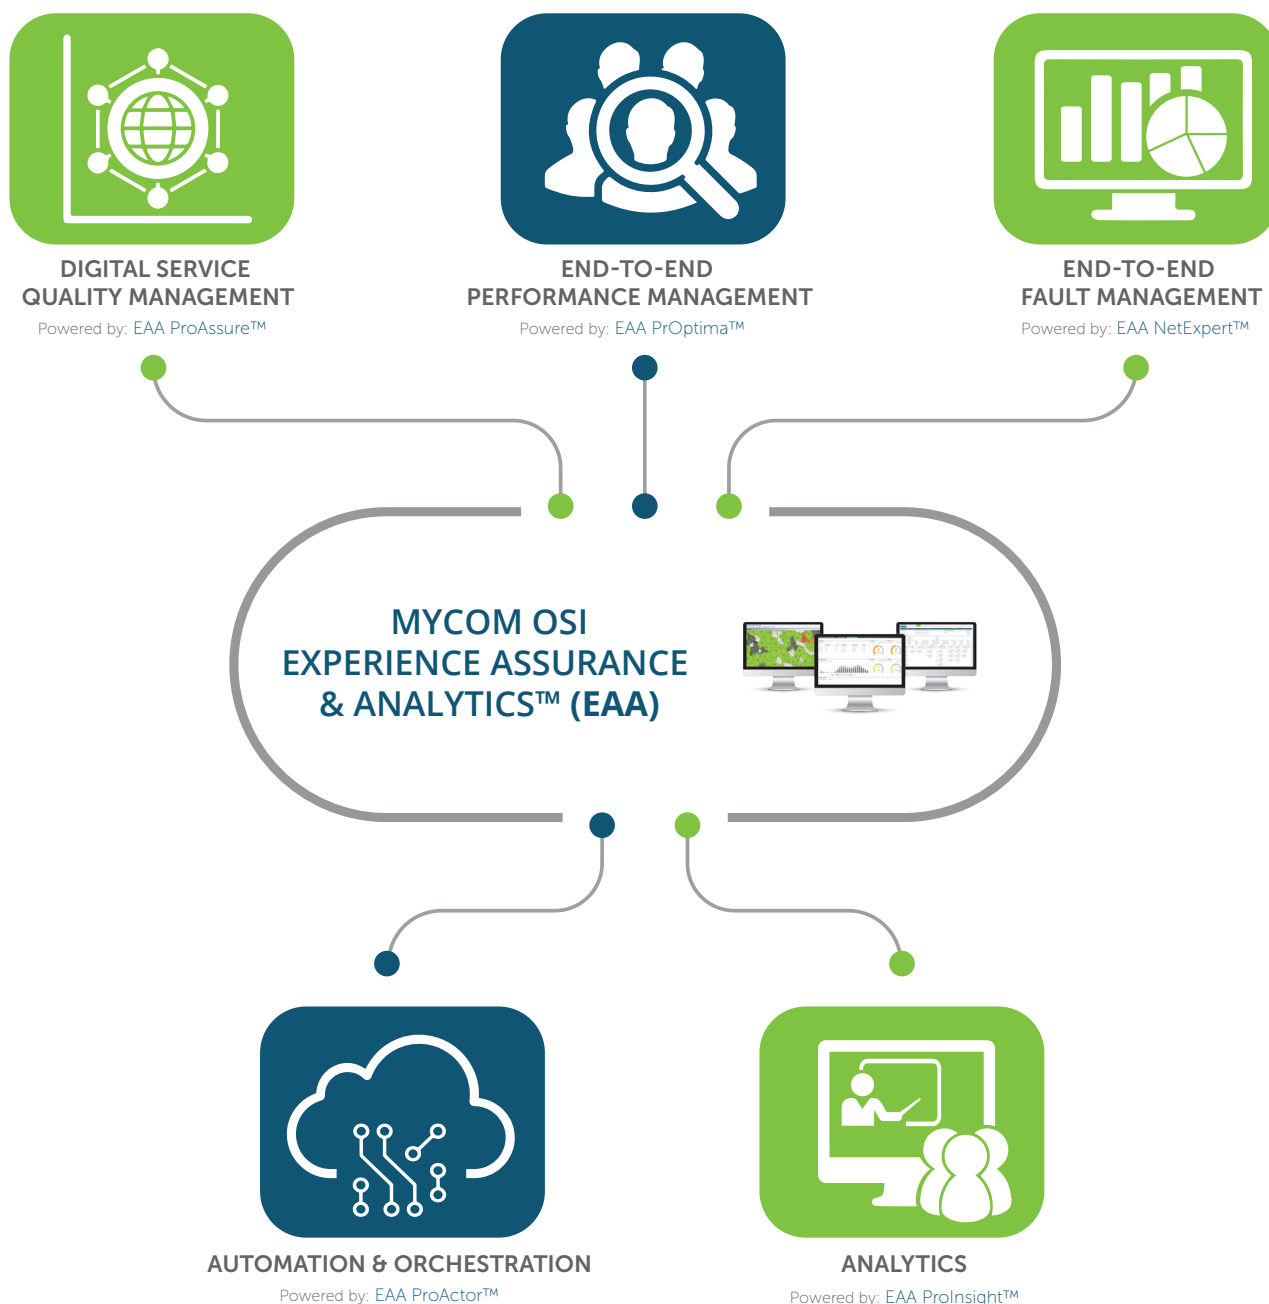 DIGITAL SERVICE
QUALITY MANAGEMENT
Powered by: EAA ProAssure™
END-TO-END
PERFORMANCE MANAGEMENT
Powered by: EAA PrOptima™
END-TO-END
FAULT MANAGEMENT
Powered by: EAA NetExpert™
MYCOM OSI
EXPERIENCE ASSURANCE
& ANALYTICS™ (EAA)
AUTOMATION & ORCHESTRATION
Powered by: EAA ProActor™
ANALYTICS
Powered by: EAA ProInsight™